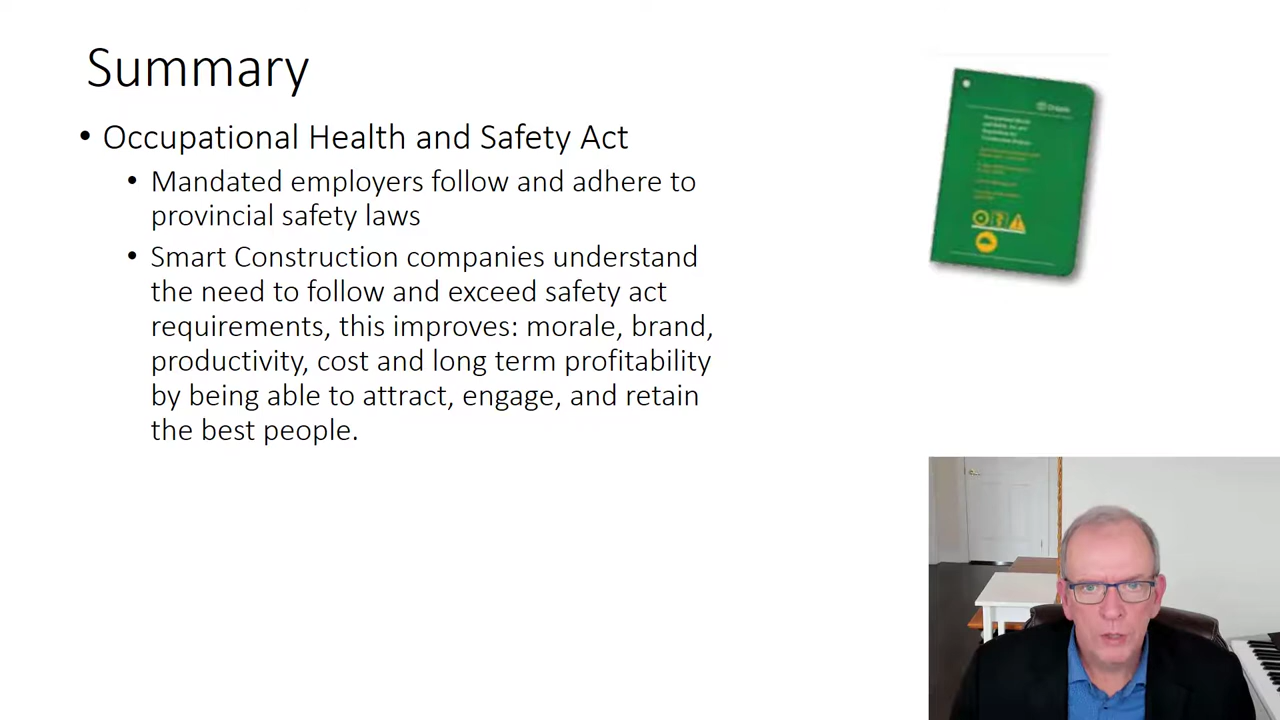 Summary
• Occupational Health and Safety Act
• Mandated employers follow and adhere to
provincial safety laws
• Smart Construction companies understand
the need to follow and exceed safety act
requirements, this improves: morale, brand,
productivity, cost and long term profitability
by being able to attract, engage, and retain
the best people.
Ontario